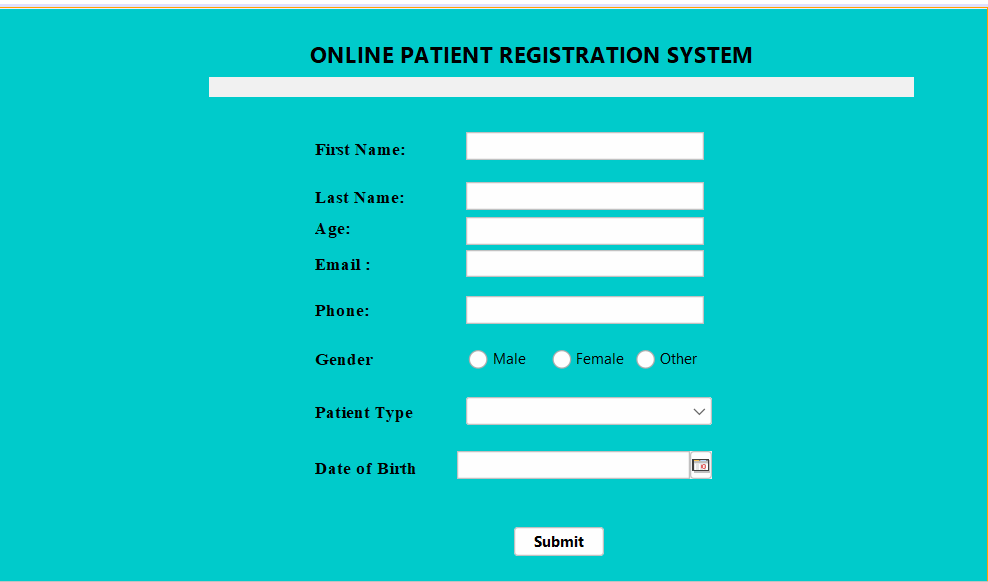 ONLINE PATIENT REGISTRATION SYSTEM
First Name:
Last Name:
Age:
Email :
Phone:
Gender Male Female Other
Patient Type
Date of Birth
Submit